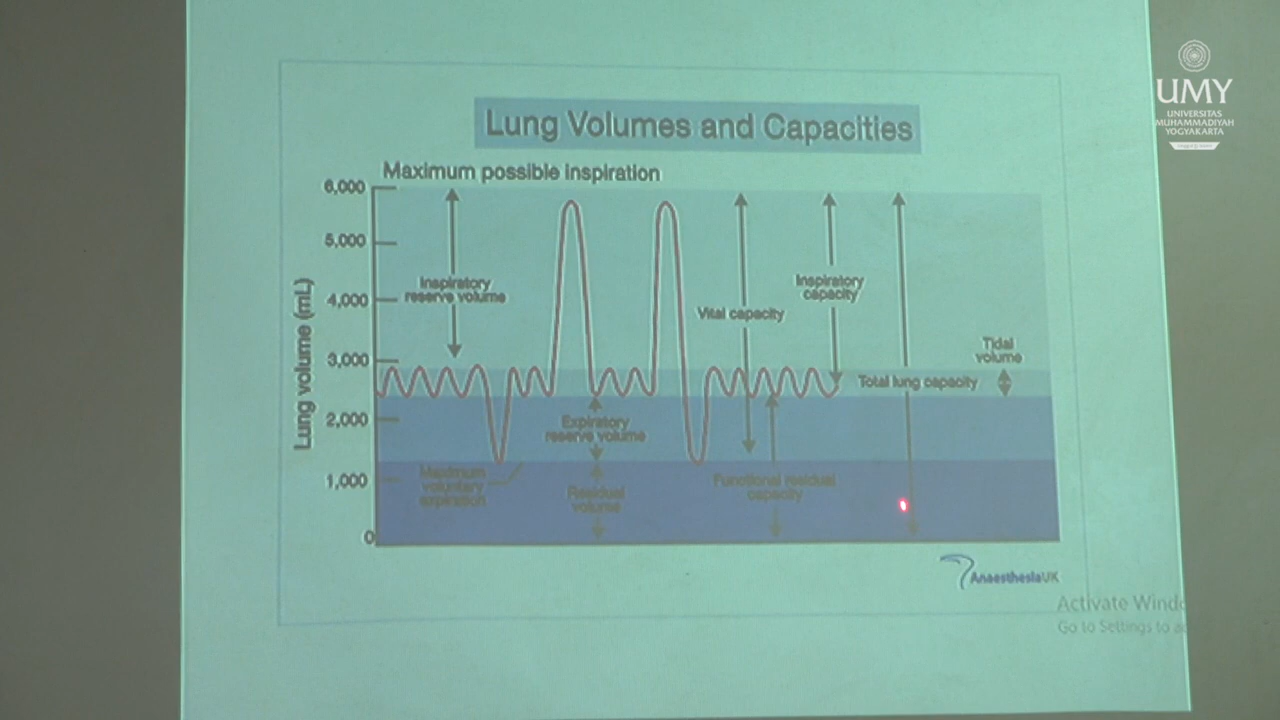 UMY
UNIVERSITAS
MUHAMMADIYAH
YOGYAKARTA
Lung Volumes and Capacities
Maximum possible inspiration
6,000
5,000
4,000
3,000
2,000
1,000
0
Lung volume (mL)
Inspiratory
reserve volume
Vital capacity
Inspiratory
capacity
Tidal
volume
Total lung capacity
Expiratory
reserve volume
Maximum
voluntary
expiration
Residual
volume
Functional residual
capacity
AnaesthesiaUK
Activate
Go to Settings to